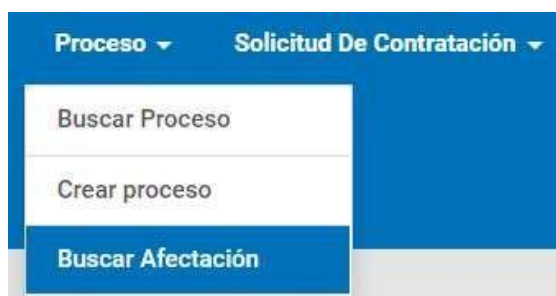 Proceso Solicitud De Contratación
Buscar Proceso
Crear proceso
Buscar Afectación